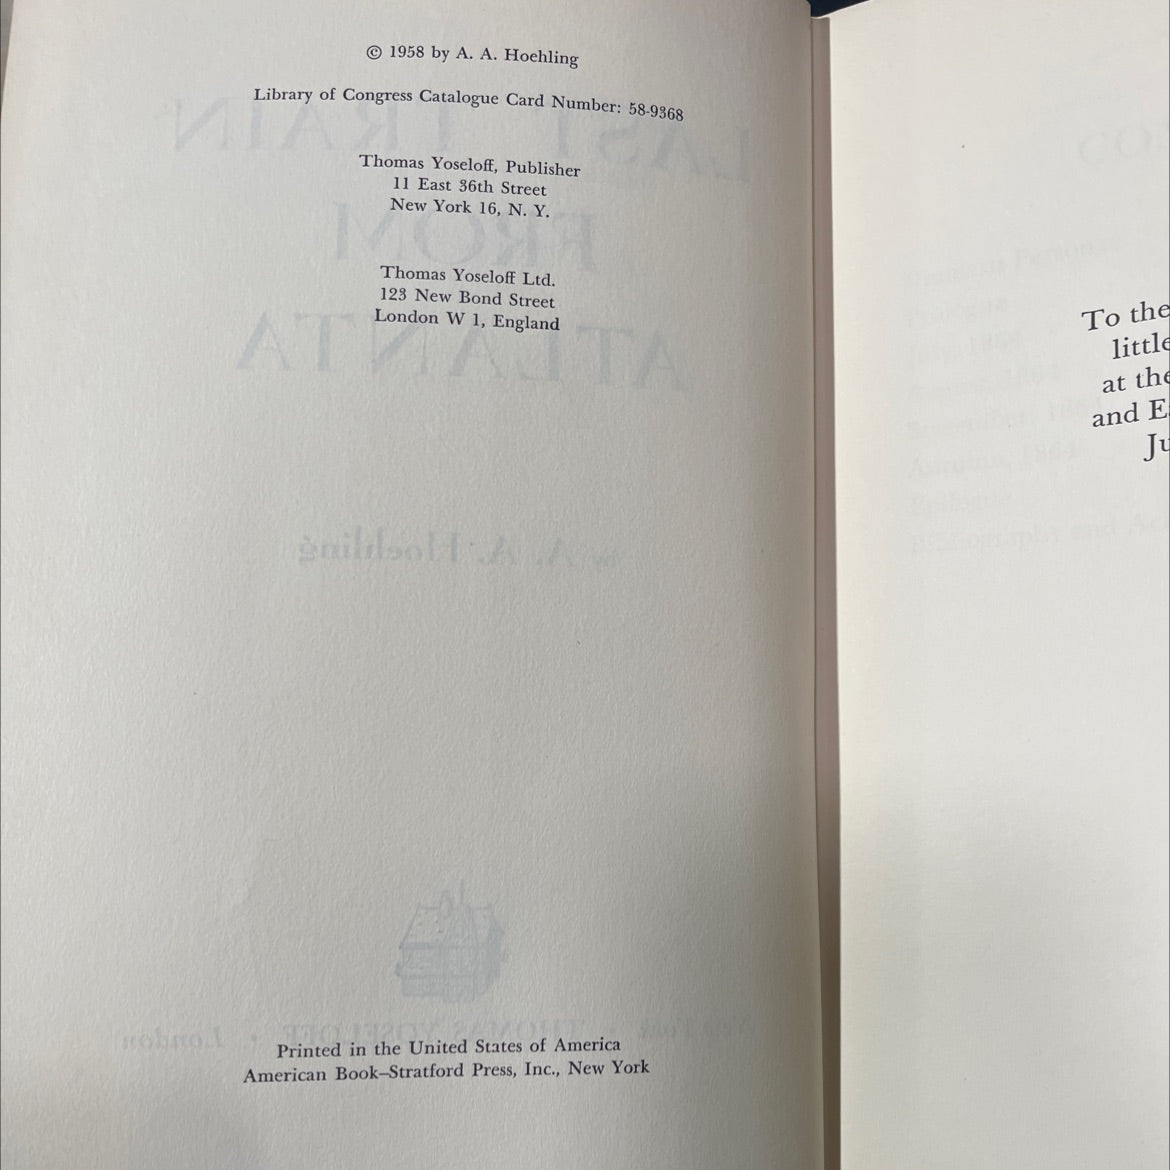 © 1958 by A. A. Hoehling
Library of Congress Catalogue Card Number: 58-9368
Thomas Yoseloff, Publisher
11 East 36th Street
New York 16, N. Y.
Thomas Yoseloff Ltd.
123 New Bond Street
London W 1, England
Printed in the United States of America
American Book–Stratford Press, Inc., New York
To the
little
at the
and E
Ju